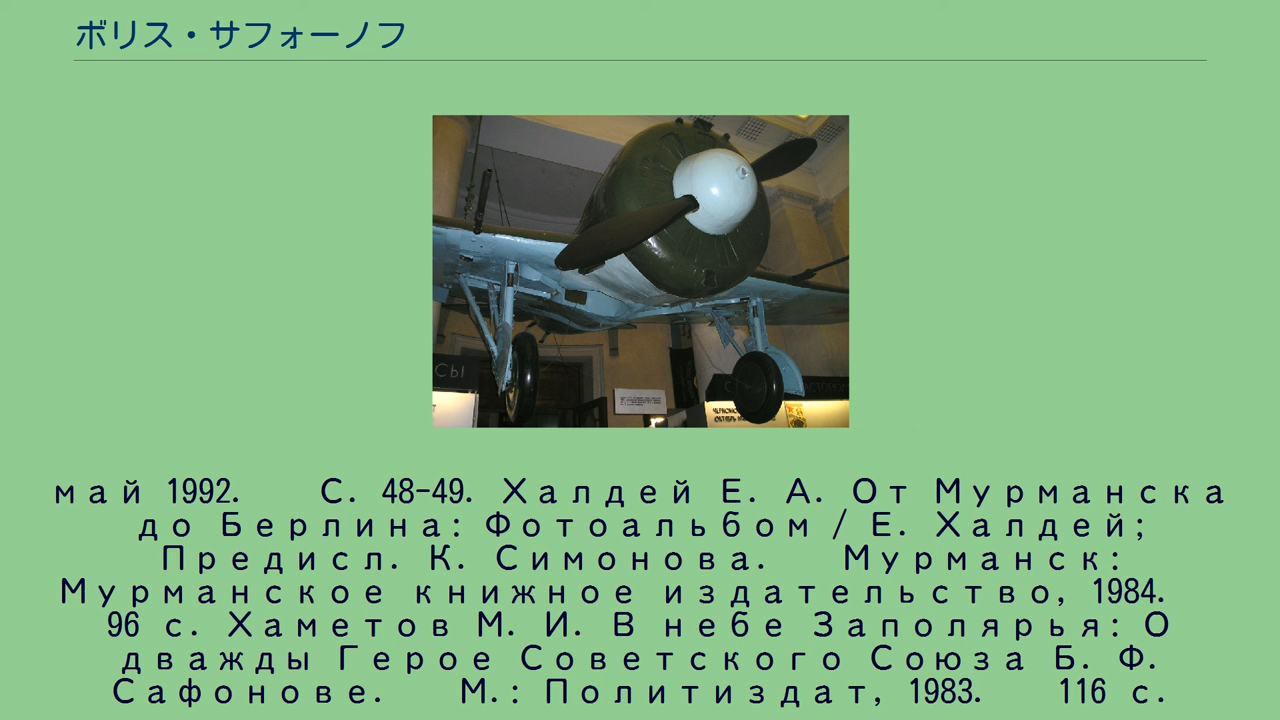 ボリス・サフォーノフ
СЫ
май 1992. С. 48-49. Халдей Е. А. От Мурманска
до Берлина: Фотоальбом / Е. Халдей;
Предисл. К. Симонова. Мурманск:
Мурманское книжное издательство, 1984.
96 с. Хаметов М. И. В небе Заполярья: О
дважды Герое Советского Союза Б. Ф.
Сафонове. М.: Политиздат, 1983. 116 с.